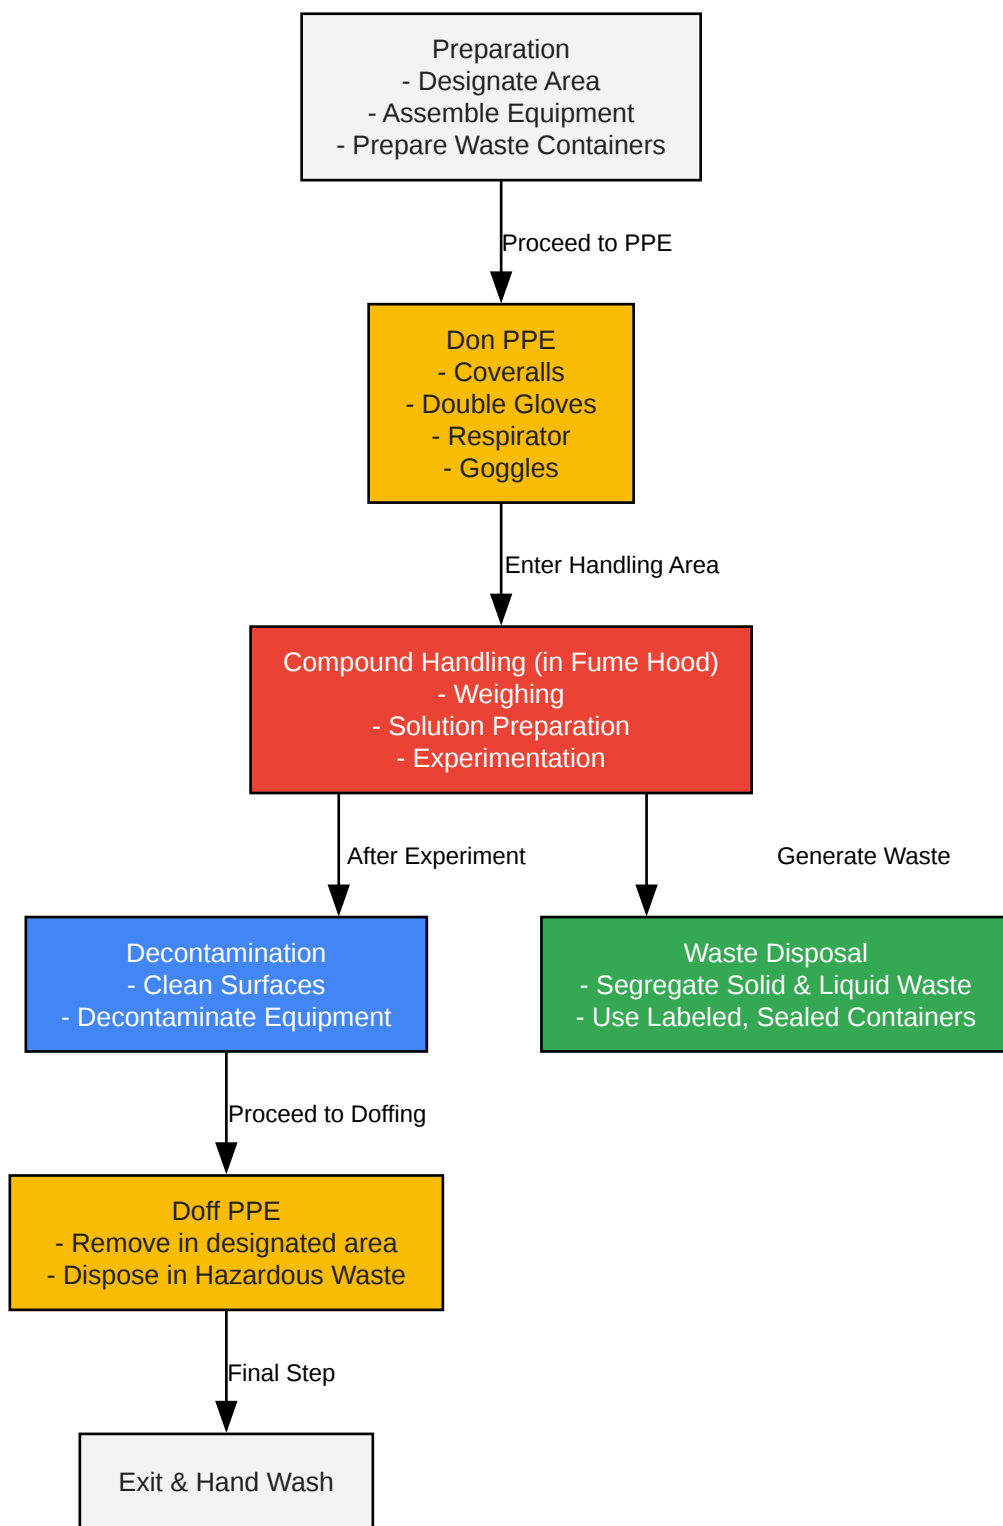 Preparation
- Designate Area
- Assemble Equipment
- Prepare Waste Containers
Proceed to PPE
Don PPE
- Coveralls
- Double Gloves
- Respirator
- Goggles
Enter Handling Area
Compound Handling (in Fume Hood)
- Weighing
- Solution Preparation
- Experimentation
After Experiment
Generate Waste
Decontamination
- Clean Surfaces
- Decontaminate Equipment
Waste Disposal
- Segregate Solid & Liquid Waste
- Use Labeled, Sealed Containers
Proceed to Doffing
Doff PPE
- Remove in designated area
- Dispose in Hazardous Waste
Final Step
Exit & Hand Wash